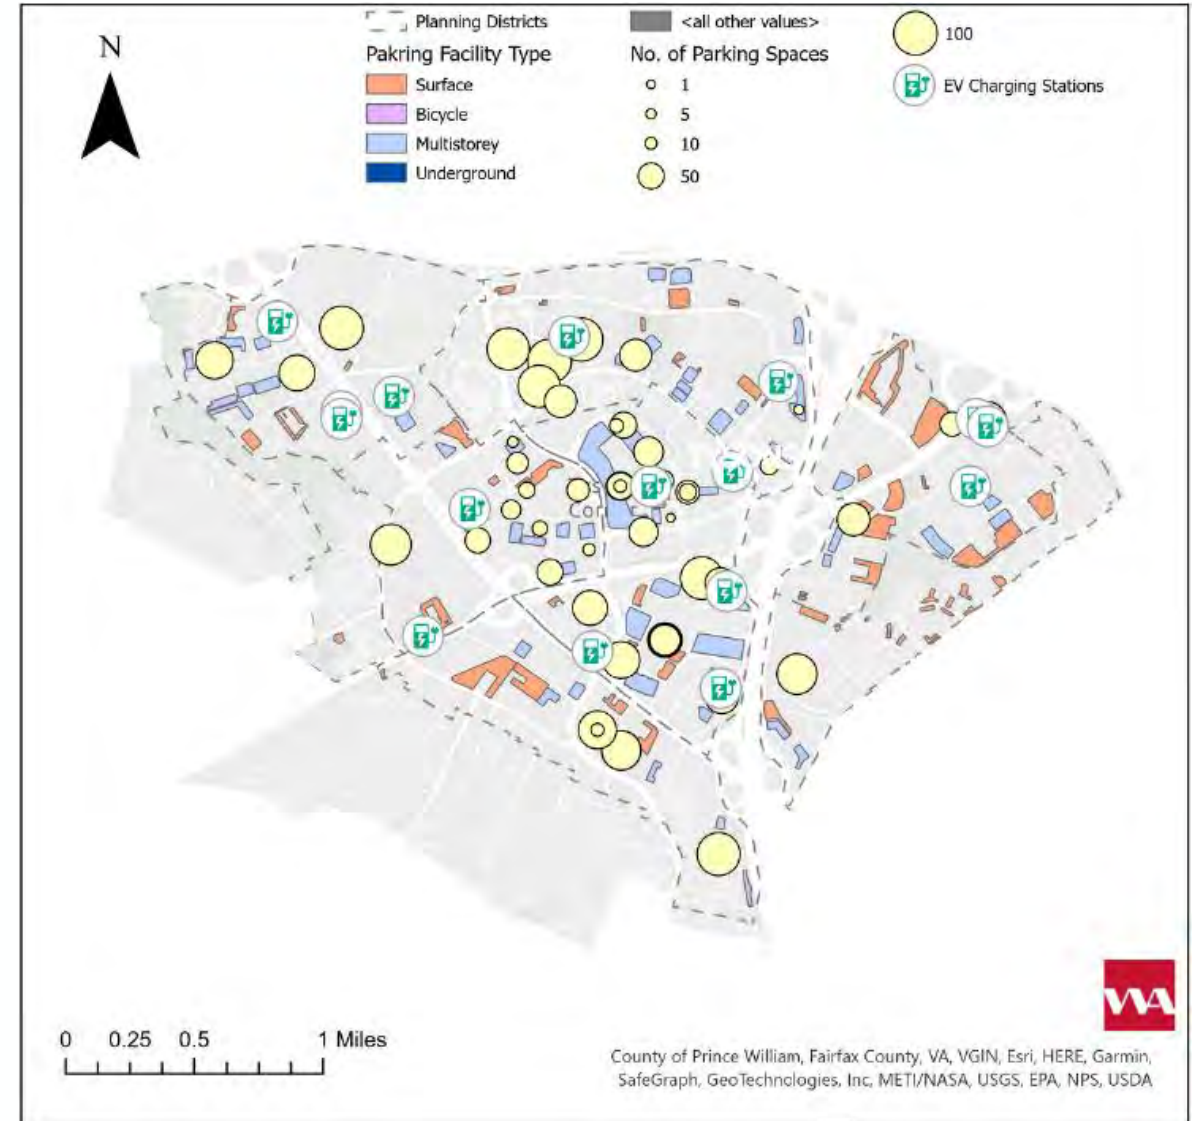 N
Planning Districts
Pakring Facility Type
Surface
Bicycle
Multistorey
Underground
<all other values>
No. of Parking Spaces
1
5
10
50
100
EV Charging Stations
0 0.25 0.5 1 Miles
WA
County of Prince William, Fairfax County, VA, VGIN, Esri, HERE, Garmin,
SafeGraph, GeoTechnologies, Inc, METI/NASA, USGS, EPA, NPS, USDA